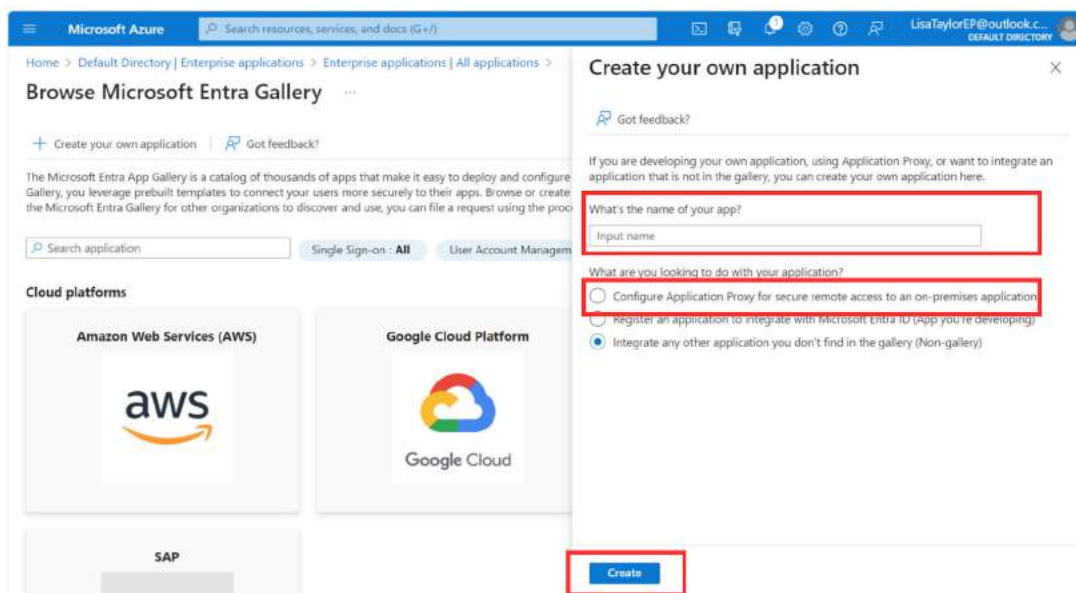 Microsoft Azure
Search resources, services, and docs (G+/)
1
LisaTaylorEP@outlook.c...
DEFAULT DIRECTORY
Home > Default Directory | Enterprise applications > Enterprise applications | All applications >
Browse Microsoft Entra Gallery ...
+ Create your own application
Got feedback?
The Microsoft Entra App Gallery is a catalog of thousands of apps that make it easy to deploy and configure
Gallery, you leverage prebuilt templates to connect your users more securely to their apps. Browse or create
the Microsoft Entra Gallery for other organizations to discover and use, you can file a request using the proc
Search application
Single Sign-on : All
User Account Managem
Cloud platforms
Amazon Web Services (AWS)
aws
Google Cloud Platform
Google Cloud
SAP
Create your own application
Got feedback?
If you are developing your own application, using Application Proxy, or want to integrate an
application that is not in the gallery, you can create your own application here.
What's the name of your app?
Input name
What are you looking to do with your application?
Configure Application Proxy for secure remote access to an on-premises application
Register an application to integrate with Microsoft Entra ID (App you're developing)
Integrate any other application you don't find in the gallery (Non-gallery)
Create